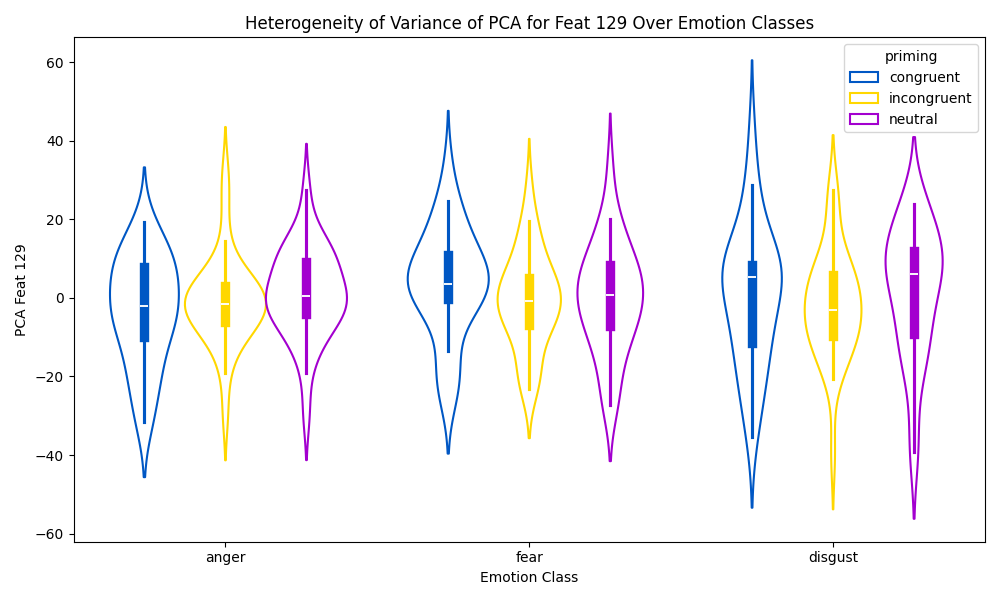 Heterogeneity of Variance of PCA for Feat 129 Over Emotion Classes
priming
congruent
incongruent
neutral
PCA Feat 129
60
40
20
0
−20
−40
−60
anger
fear
disgust
Emotion Class